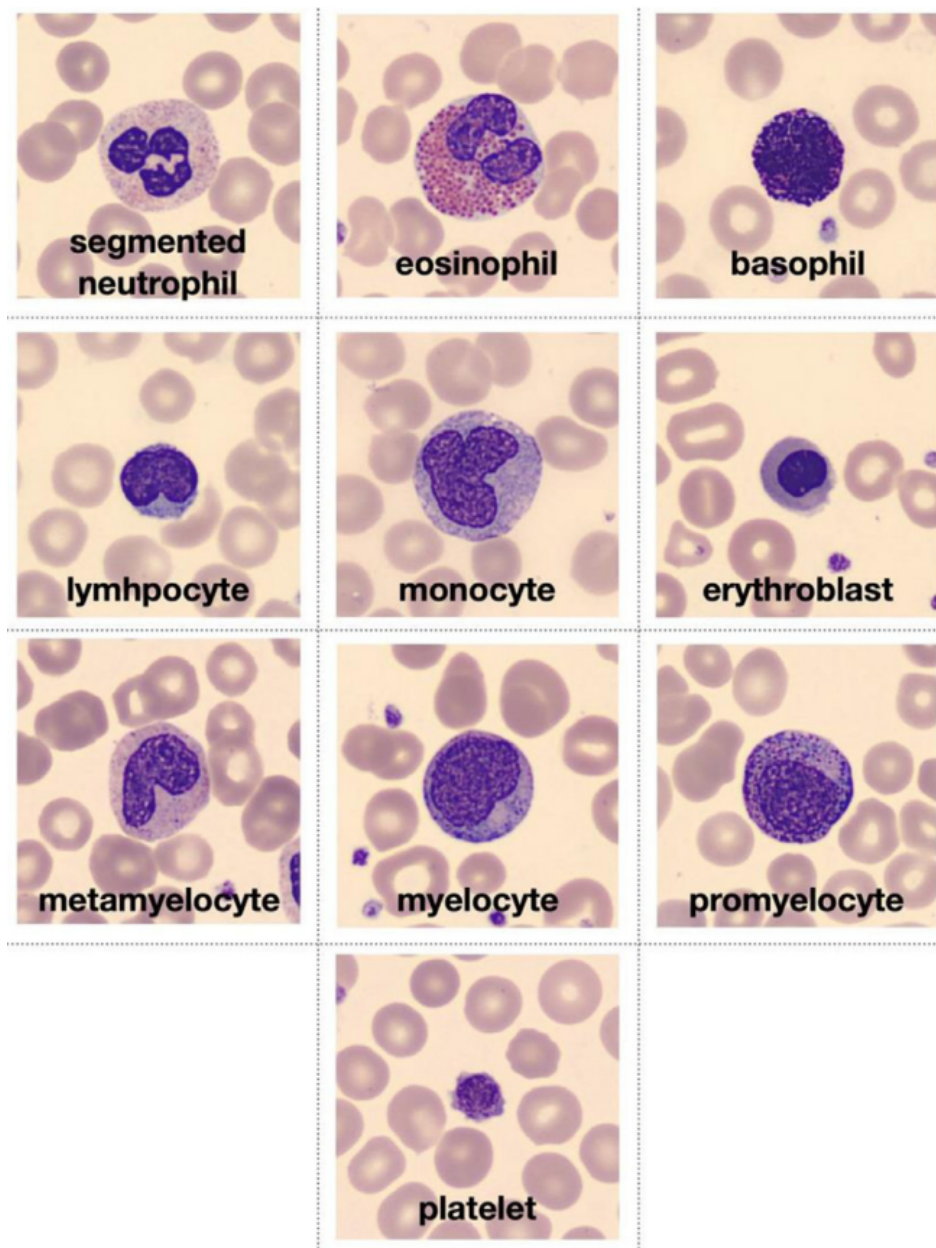 segmented
neutrophil
eosinophil
basophil
lymhpocyte
monocyte
erythroblast
metamyelocyte
myelocyte
promyelocyte
platelet